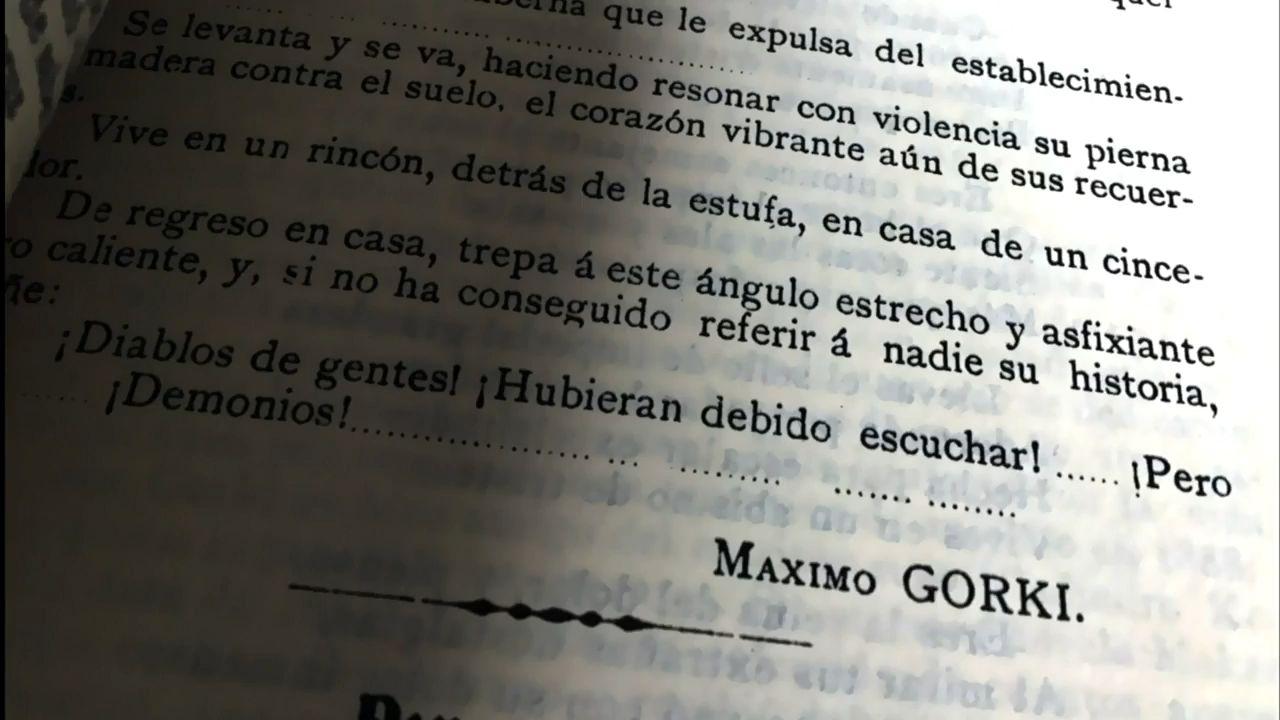 que le expulsa del establecimien-
Se levanta y se va, haciendo resonar con violencia su pierna
madera contra el suelo, el corazón vibrante aún de sus recuer-
s.
Vive en un rincón, detrás de la estufa, en casa de un cince-
lor.
De regreso en casa, trepa á este ángulo estrecho y asfixiante
o caliente, y, si no ha conseguido referir á nadie su historia,
ñe:
¡Diablos de gentes! ¡Hubieran debido escuchar! ...... ¡Pero
¡Demonios!
MAXIMO GORKI.